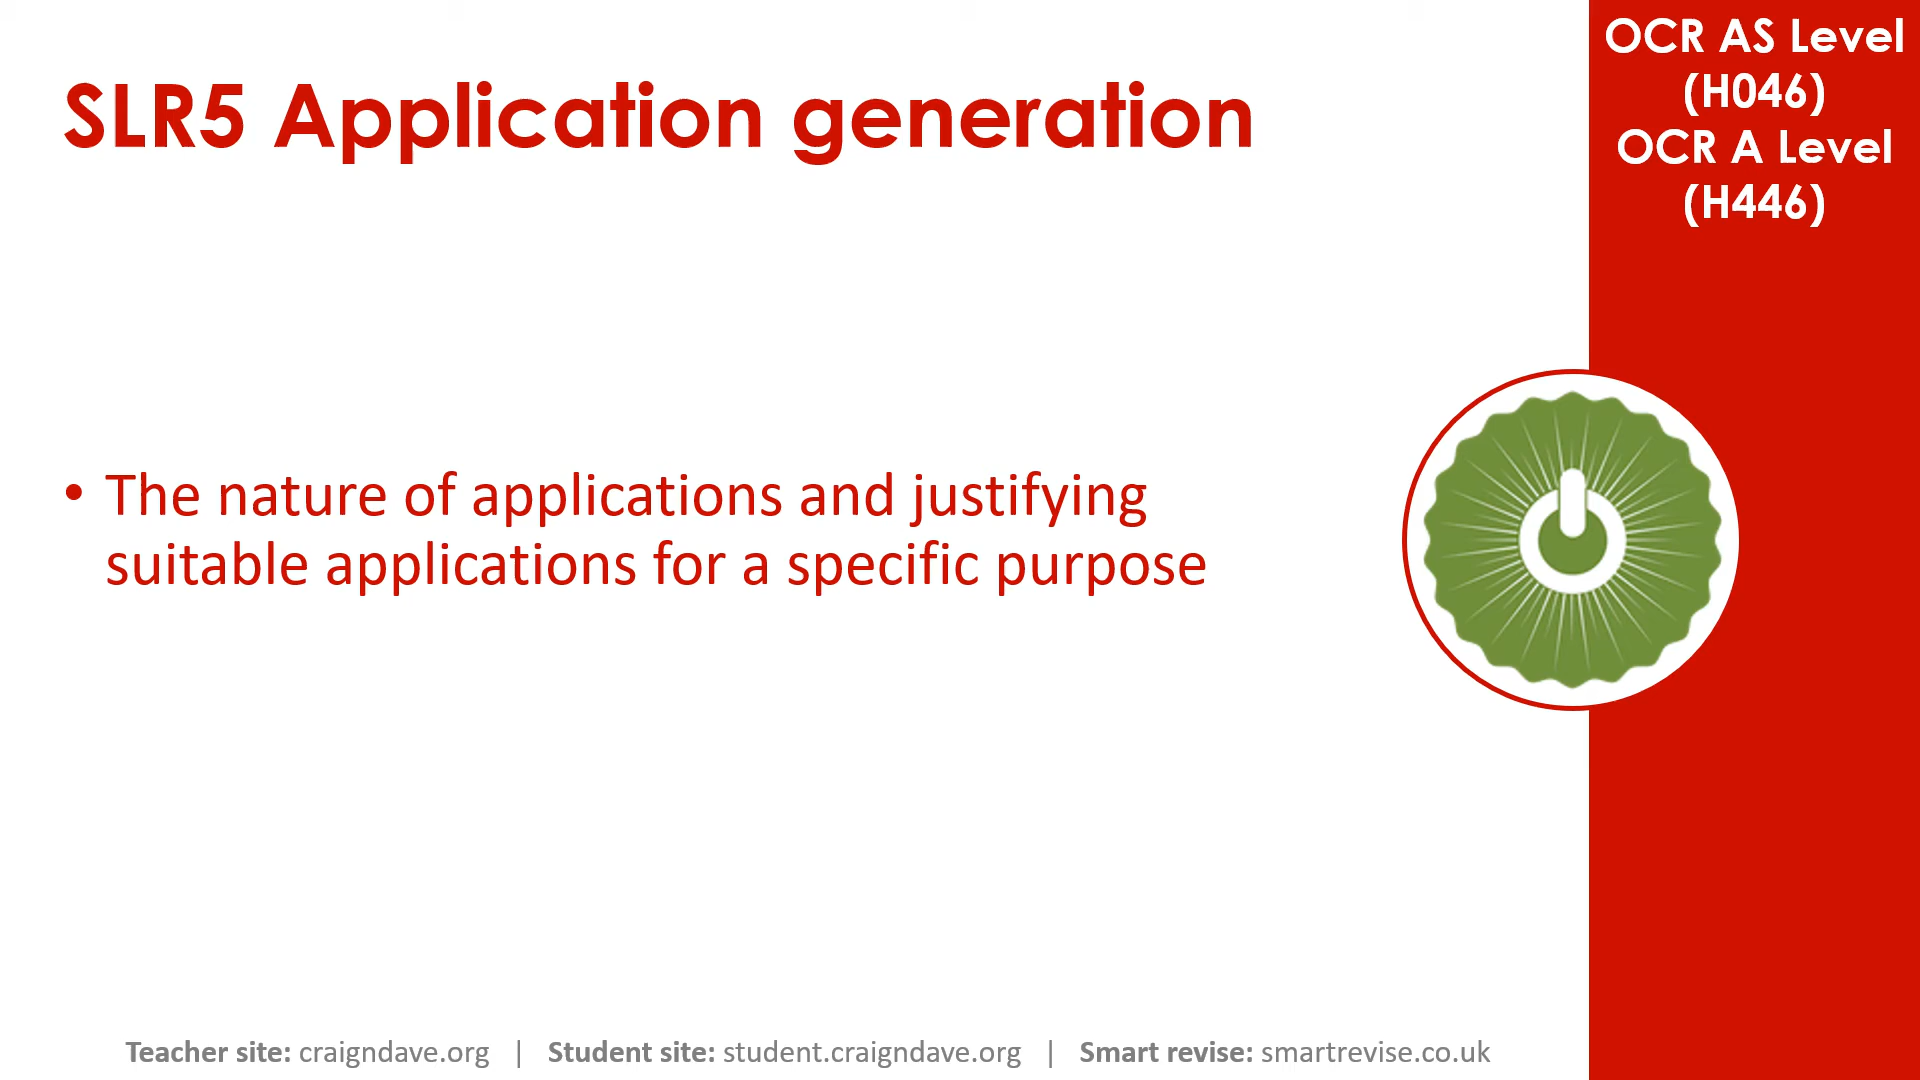 SLR5 Application generation
OCR AS Level
(H046)
OCR A Level
(H446)
• The nature of applications and justifying
suitable applications for a specific purpose
Teacher site: craigndave.org | Student site: student.craigndave.org | Smart revise: smartrevise.co.uk